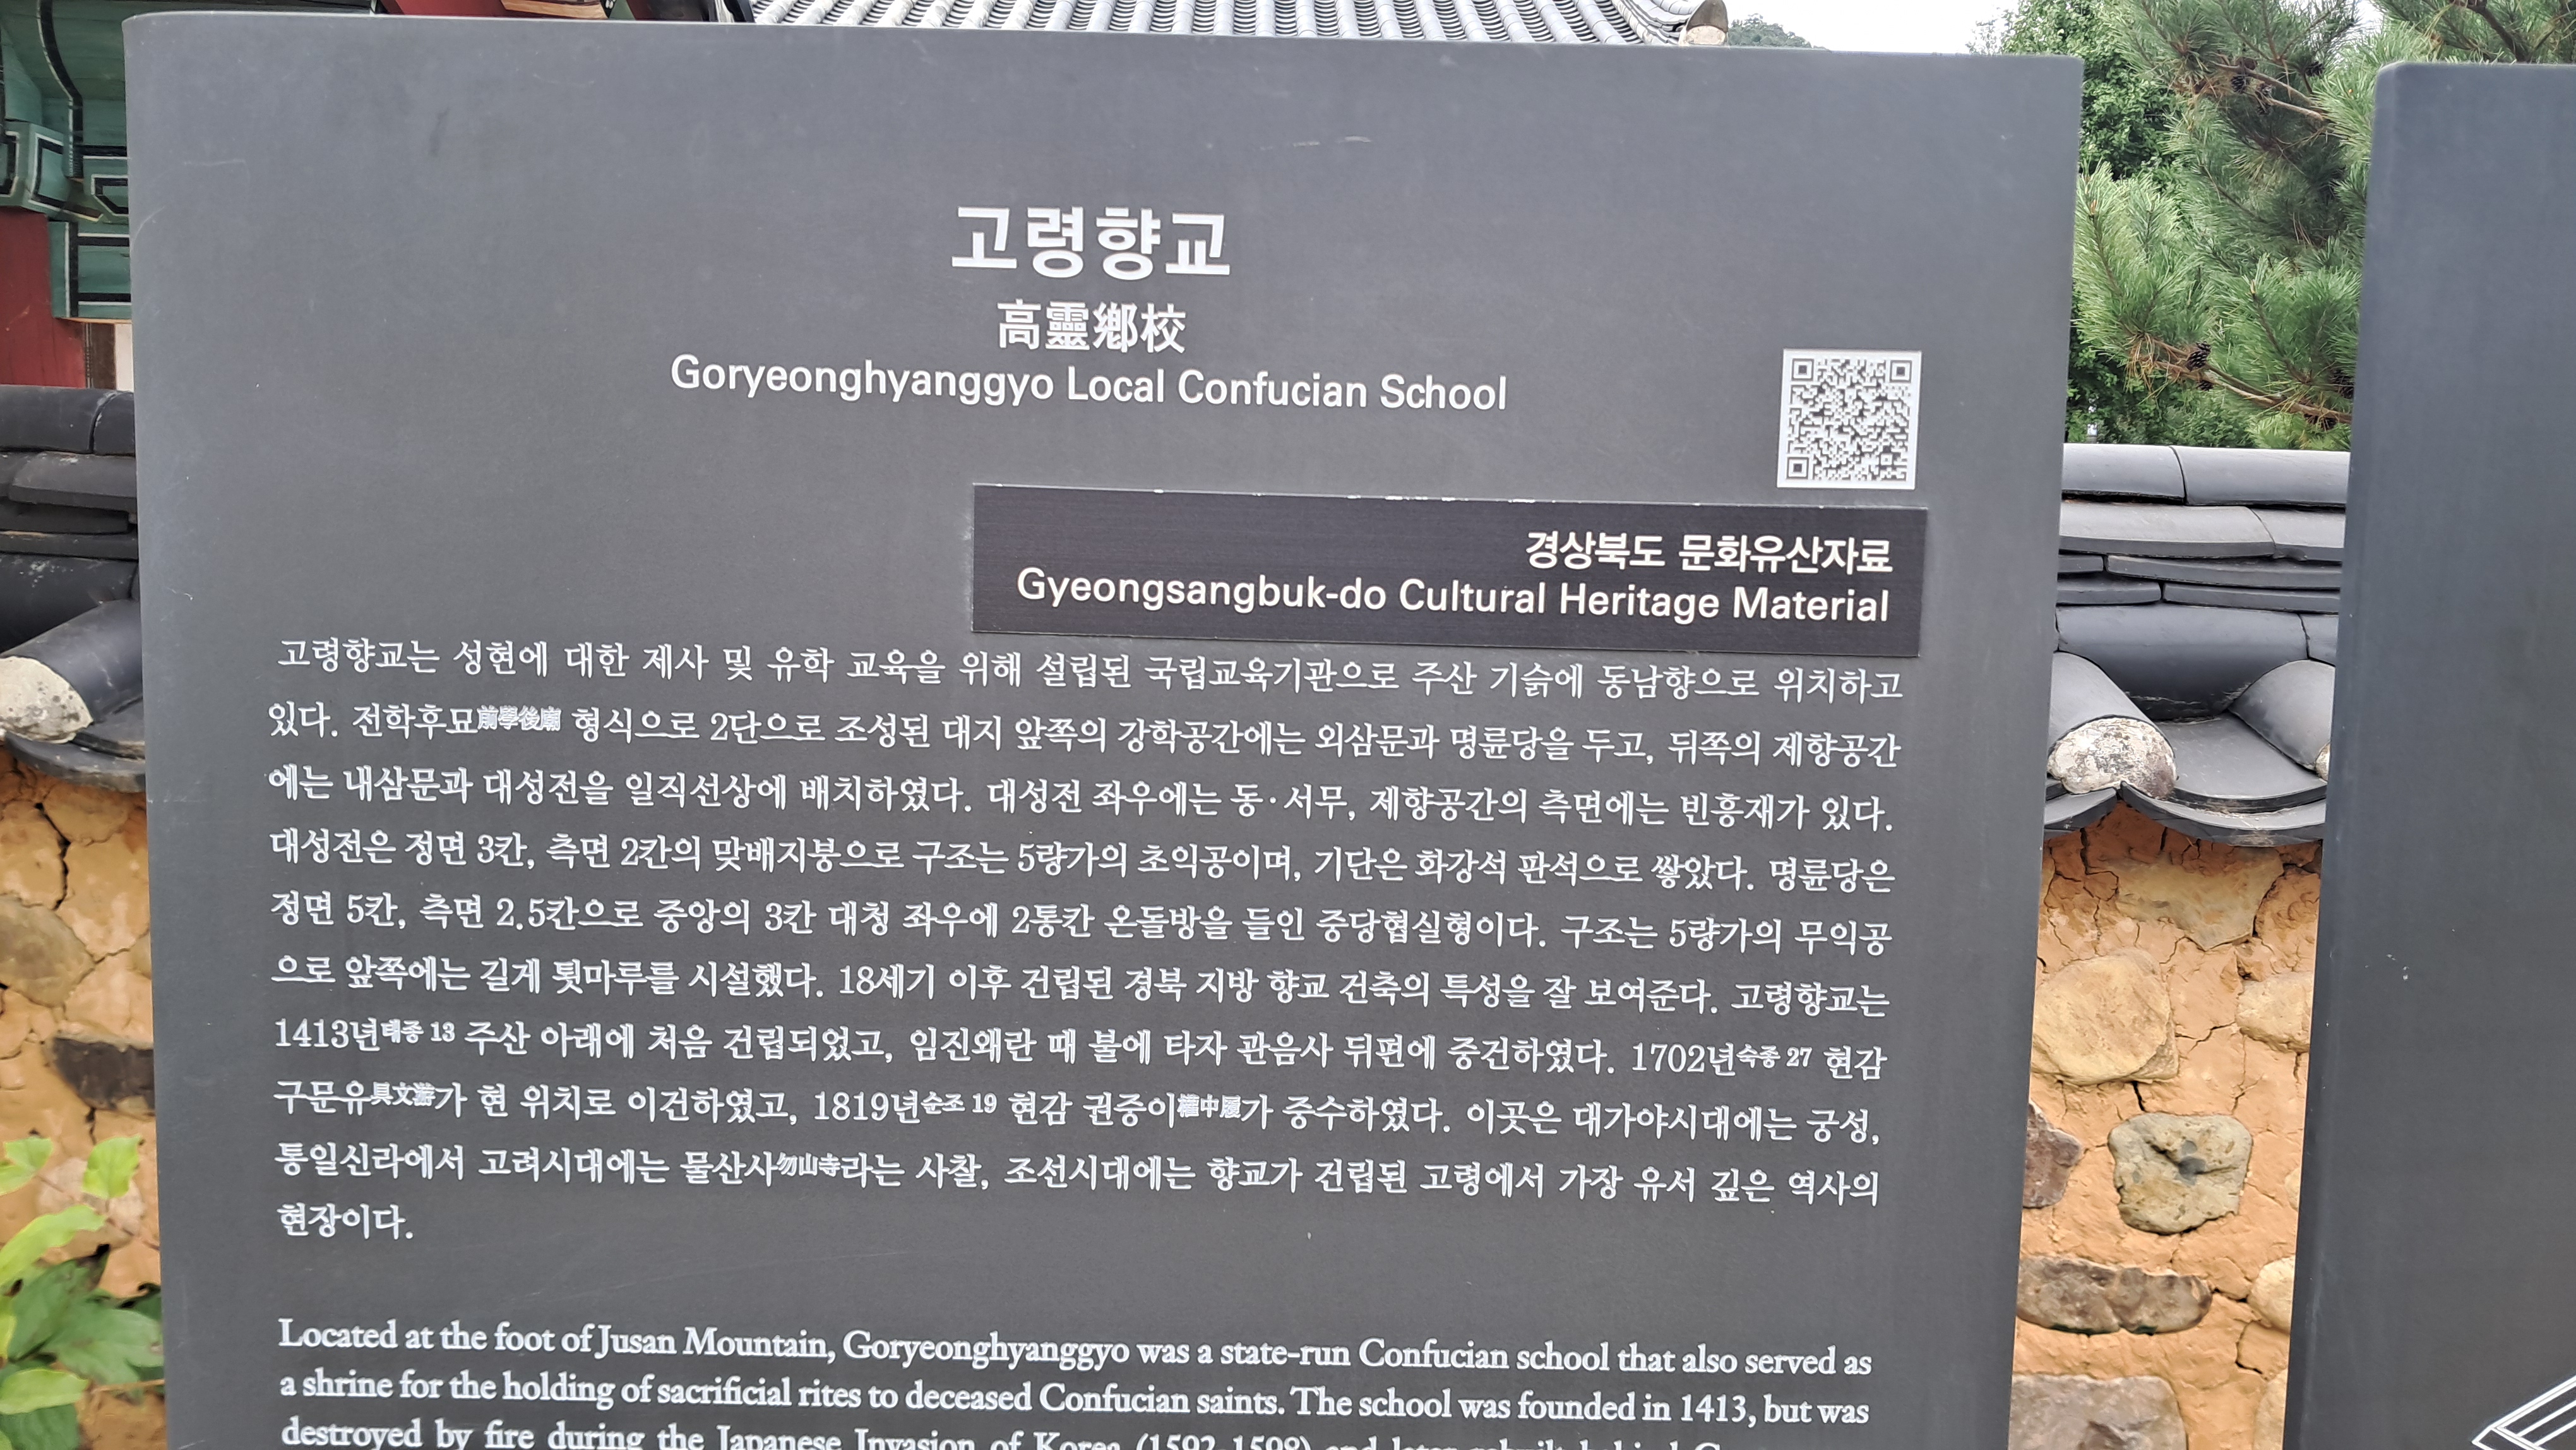 고령향교
高靈鄕校
Goryeonghyanggyo Local Confucian School
경상북도 문화유산자료
Gyeongsangbuk-do Cultural Heritage Material
고령향교는 성현에 대한 제사 및 유학 교육을 위해 설립된 국립교육기관으로 주산 기슭에 동남향으로 위치하고
있다. 전학후묘前學後廟 형식으로 2단으로 조성된 대지 앞쪽의 강학공간에는 외삼문과 명륜당을 두고, 뒤쪽의 제향공간
에는 내삼문과 대성전을 일직선상에 배치하였다. 대성전 좌우에는 동·서무, 제향공간의 측면에는 빈흥재가 있다.
대성전은 정면 3칸, 측면 2칸의 맞배지붕으로 구조는 5량가의 초익공이며, 기단은 화강석 판석으로 쌓았다. 명륜당은
정면 5칸, 측면 2.5칸으로 중앙의 3칸 대청 좌우에 2통칸 온돌방을 들인 중당협실형이다. 구조는 5량가의 무익공
으로 앞쪽에는 길게 툇마루를 시설했다. 18세기 이후 건립된 경북 지방 향교 건축의 특성을 잘 보여준다. 고령향교는
1413년태종 13 주산 아래에 처음 건립되었고, 임진왜란 때 불에 타자 관음사 뒤편에 중건하였다. 1702년숙종 27 현감
구문유具文游가 현 위치로 이건하였고, 1819년순조 19 현감 권중이權中履가 중수하였다. 이곳은 대가야시대에는 궁성,
통일신라에서 고려시대에는 물산사勿山寺라는 사찰, 조선시대에는 향교가 건립된 고령에서 가장 유서 깊은 역사의
현장이다.
Located at the foot of Jusan Mountain, Goryeonghyanggyo was a state-run Confucian school that also served as
a shrine for the holding of sacrificial rites to deceased Confucian saints. The school was founded in 1413, but was
destroyed by fire during the Japanese Invasion of Korea (1592-1598) and later rebuilt behind